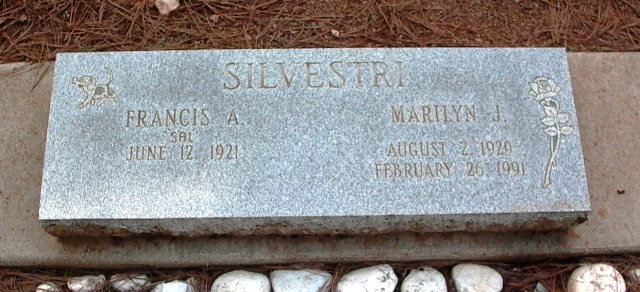 SILVESTRI
FRANCIS A.
"SAL"
JUNE 12, 1921
MARILYN J.
AUGUST 2, 1929
FEBRUARY 26, 1991